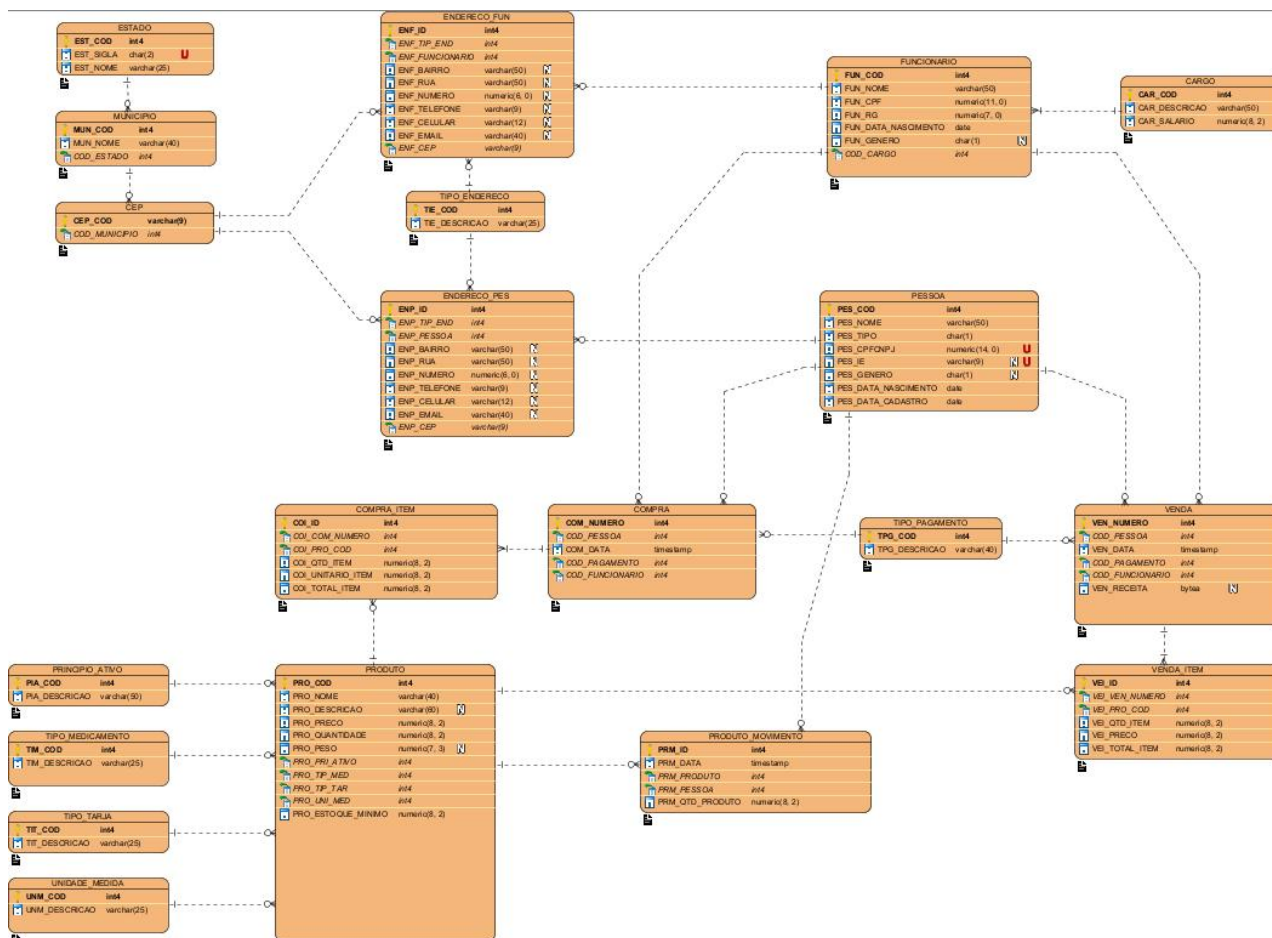 ESTADO
EST_COD int4
EST_SIGLA char(2) U
EST_NOME varchar(25)
MUNICIPIO
MUN_COD int4
MUN_NOME varchar(40)
COD_ESTADO int4
CEP
CEP_COD varchar(9)
COD_MUNICIPIO int4
ENDERECO_FUN
ENF_ID int4
ENF_TIP_END int4
ENF_FUNCIONARIO int4
ENF_BAIRRO varchar(50) N
ENF_RUA varchar(50) N
ENF_NUMERO numeric(6, 0) N
ENF_TELEFONE varchar(9) N
ENF_CELULAR varchar(12) N
ENF_EMAIL varchar(40) N
ENF_CEP varchar(9)
TIPO_ENDERECO
TIE_COD int4
TIE_DESCRICAO varchar(25)
ENDERECO_PES
ENP_ID int4
ENP_TIP_END int4
ENP_PESSOA int4
ENP_BAIRRO varchar(50) N
ENP_RUA varchar(50) N
ENP_NUMERO numeric(6, 0) N
ENP_TELEFONE varchar(9) N
ENP_CELULAR varchar(12) N
ENP_EMAIL varchar(40) N
ENP_CEP varchar(9)
FUNCIONARIO
FUN_COD int4
FUN_NOME varchar(50)
FUN_CPF numeric(11, 0)
FUN_RG numeric(7, 0)
FUN_DATA_NASCIMENTO date
FUN_GENERO char(1) N
COD_CARGO int4
CARGO
CAR_COD int4
CAR_DESCRICAO varchar(50)
CAR_SALARIO numeric(8, 2)
PESSOA
PES_COD int4
PES_NOME varchar(50)
PES_TIPO char(1)
PES_CPFCNPJ numeric(14, 0) U
PES_IE varchar(9) N U
PES_GENERO char(1) N
PES_DATA_NASCIMENTO date
PES_DATA_CADASTRO date
COMPRA_ITEM
COI_ID int4
COI_COM_NUMERO int4
COI_PRO_COD int4
COI_QTD_ITEM numeric(8, 2)
COI_UNITARIO_ITEM numeric(8, 2)
COI_TOTAL_ITEM numeric(8, 2)
COMPRA
COM_NUMERO int4
COD_PESSOA int4
COM_DATA timestamp
COD_PAGAMENTO int4
COD_FUNCIONARIO int4
TIPO_PAGAMENTO
TPG_COD int4
TPG_DESCRICAO varchar(40)
VENDA
VEN_NUMERO int4
COD_PESSOA int4
VEN_DATA timestamp
COD_PAGAMENTO int4
COD_FUNCIONARIO int4
VEN_RECEITA bytea N
PRINCIPIO_ATIVO
PIA_COD int4
PIA_DESCRICAO varchar(50)
TIPO_MEDICAMENTO
TIM_COD int4
TIM_DESCRICAO varchar(25)
TIPO_TARJA
TIT_COD int4
TIT_DESCRICAO varchar(25)
UNIDADE_MEDIDA
UNM_COD int4
UNM_DESCRICAO varchar(25)
PRODUTO
PRO_COD int4
PRO_NOME varchar(40)
PRO_DESCRICAO varchar(60) N
PRO_PRECO numeric(8, 2)
PRO_QUANTIDADE numeric(8, 2)
PRO_PESO numeric(7, 3) N
PRO_PRI_ATIVO int4
PRO_TIP_MED int4
PRO_TIP_TAR int4
PRO_UNI_MED int4
PRO_ESTOQUE_MINIMO numeric(8, 2)
PRODUTO_MOVIMENTO
PRM_ID int4
PRM_DATA timestamp
PRM_PRODUTO int4
PRM_PESSOA int4
PRM_QTD_PRODUTO numeric(8, 2)
VENDA_ITEM
VEI_ID int4
VEI_VEN_NUMERO int4
VEI_PRO_COD int4
VEI_QTD_ITEM numeric(8, 2)
VEI_PRECO numeric(8, 2)
VEI_TOTAL_ITEM numeric(8, 2)